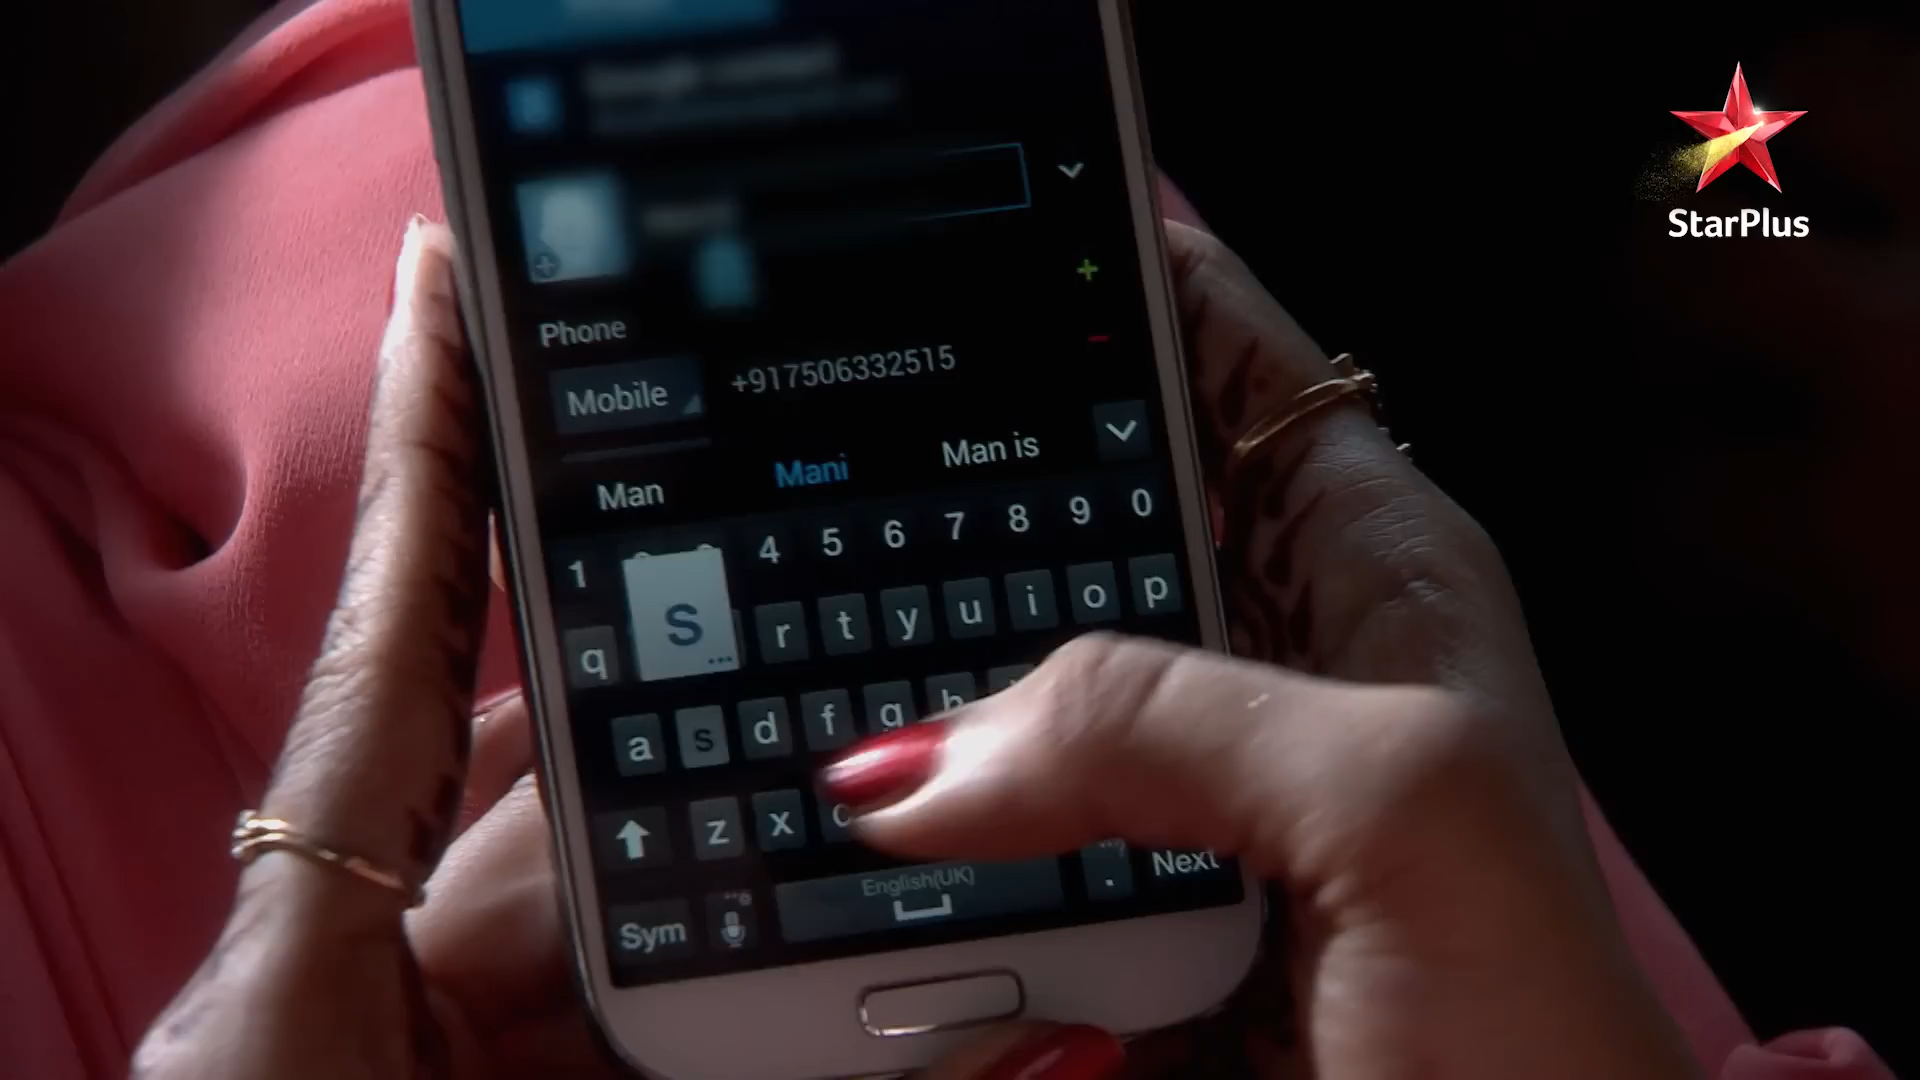 StarPlus
Phone
Mobile +917506332515
Man Mani Man is
1 4 5 6 7 8 9 0
q S r t y u i o p
a s d f g h
z x c
Sym English(UK) . Next